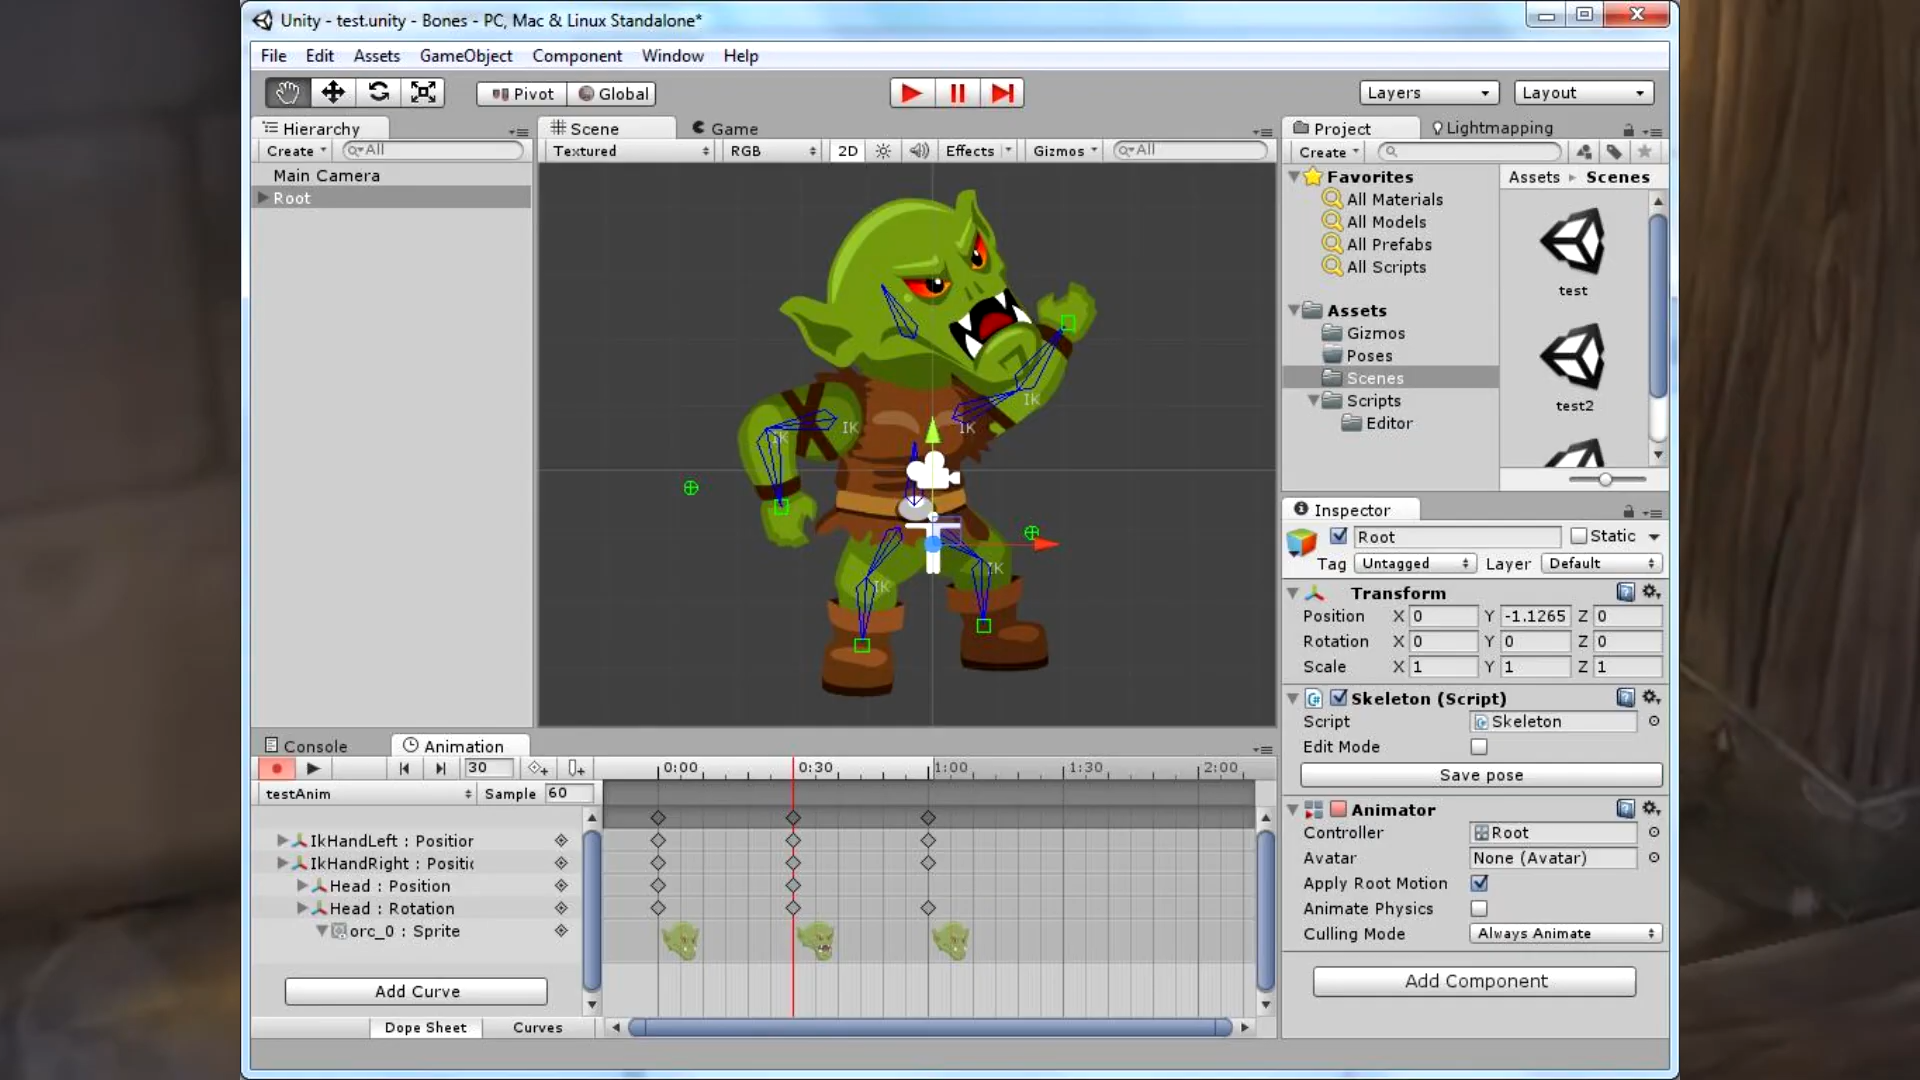 Unity - test.unity - Bones - PC, Mac & Linux Standalone*
File Edit Assets GameObject Component Window Help
Pivot Global Layers Layout
Hierarchy
Create All
Main Camera
Root
Scene Game
Textured RGB 2D Effects Gizmos All
IK
IK
IK
IK
IK
IK
Project Lightmapping
Create
Favorites
All Materials
All Models
All Prefabs
All Scripts
Assets
Gizmos
Poses
Scenes
Scripts
Editor
Assets Scenes
test
test2
Inspector
Root Static
Tag Untagged Layer Default
Transform
Position X 0 Y -1.1265 Z 0
Rotation X 0 Y 0 Z 0
Scale X 1 Y 1 Z 1
Skeleton (Script)
Script Skeleton
Edit Mode
Save pose
Animator
Controller Root
Avatar None (Avatar)
Apply Root Motion
Animate Physics
Culling Mode Always Animate
Add Component
Console Animation
30 0:00 0:30 1:00 1:30 2:00
testAnim Sample 60
IkHandLeft : Position
IkHandRight : Positic
Head : Position
Head : Rotation
orc_0 : Sprite
Add Curve
Dope Sheet Curves